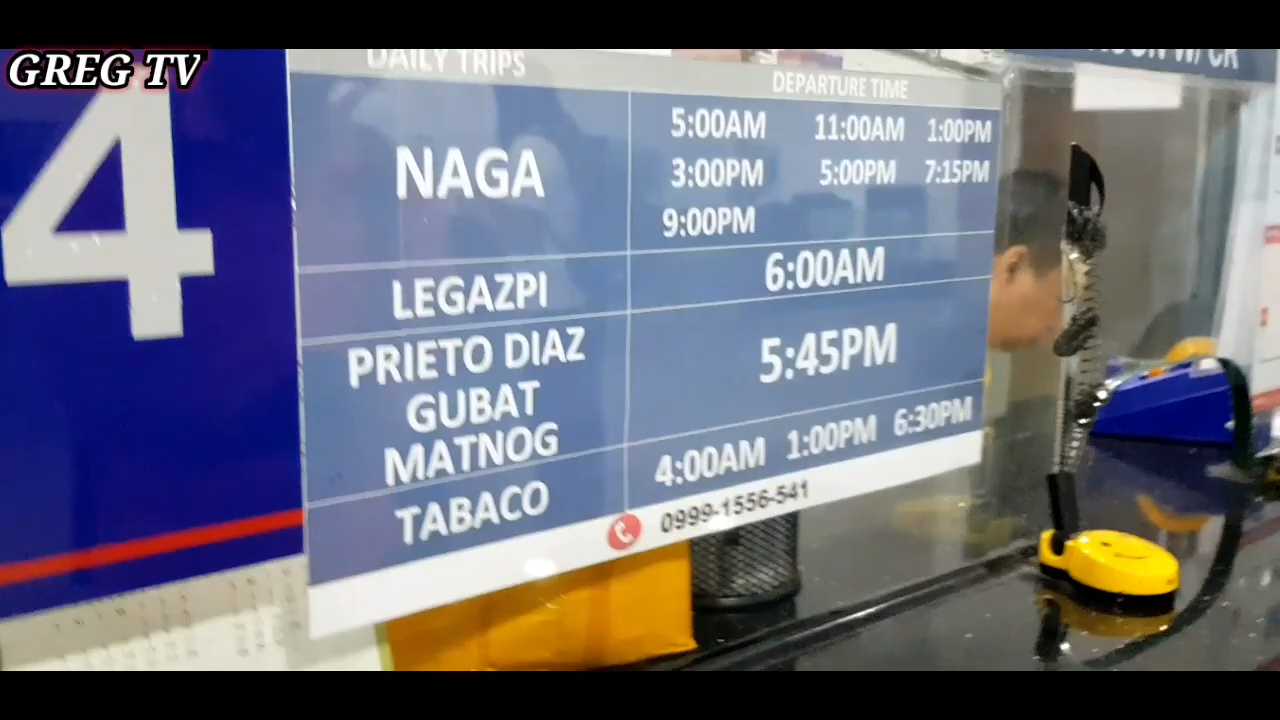 GREG TV
4
DAILY TRIPS
DEPARTURE TIME
NAGA
5:00AM 11:00AM 1:00PM
3:00PM 5:00PM 7:15PM
9:00PM
LEGAZPI
6:00AM
PRIETO DIAZ
GUBAT
MATNOG
5:45PM
TABACO
4:00AM 1:00PM 6:30PM
0999-1556-541
W/ CR